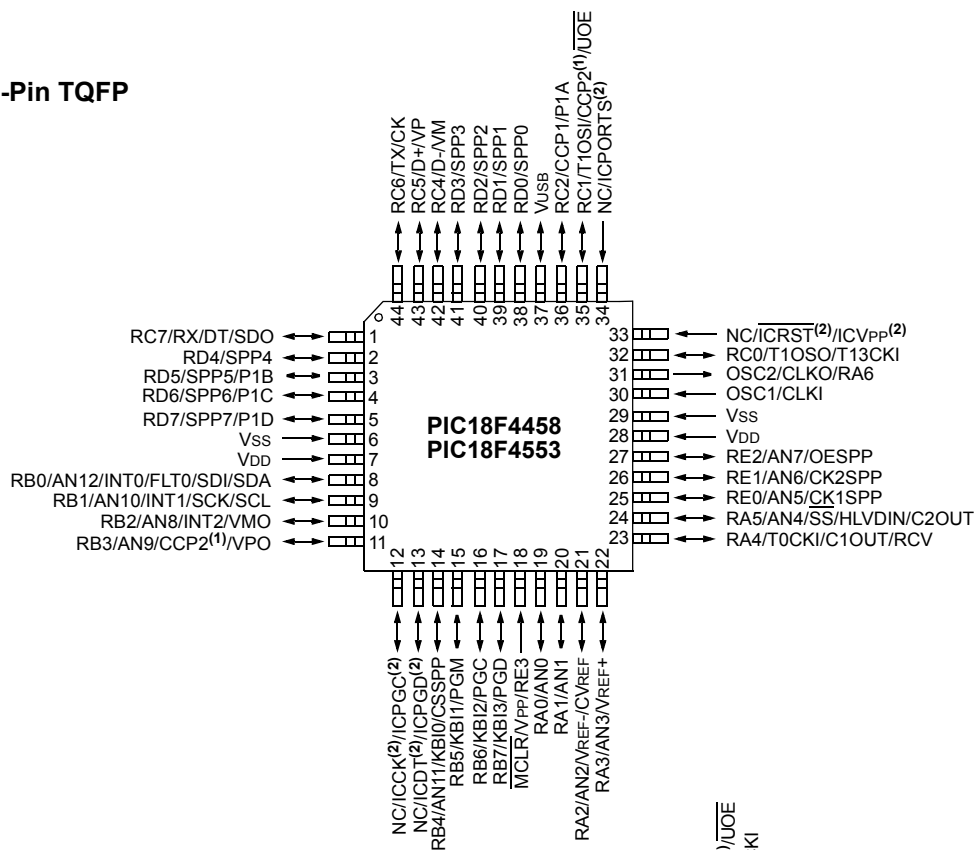 -Pin TQFP
RC6/TX/CK
RC5/D+/VP
RC4/D-/VM
RD3/SPP3
RD2/SPP2
RD1/SPP1
RD0/SPP0
VUSB
RC2/CCP1/P1A
RC1/T1OSI/CCP2(1)/UOE
NC/ICPORTS(2)
44
43
42
41
40
39
38
37
36
35
34
RC7/RX/DT/SDO 1
RD4/SPP4 2
RD5/SPP5/P1B 3
RD6/SPP6/P1C 4
RD7/SPP7/P1D 5
VSS 6
VDD 7
RB0/AN12/INT0/FLT0/SDI/SDA 8
RB1/AN10/INT1/SCK/SCL 9
RB2/AN8/INT2/VMO 10
RB3/AN9/CCP2(1)/VPO 11
PIC18F4458
PIC18F4553
33 NC/ICRST(2)/ICVPP(2)
32 RC0/T1OSO/T13CKI
31 OSC2/CLKO/RA6
30 OSC1/CLKI
29 VSS
28 VDD
27 RE2/AN7/OESPP
26 RE1/AN6/CK2SPP
25 RE0/AN5/CK1SPP
24 RA5/AN4/SS/HLVDIN/C2OUT
23 RA4/T0CKI/C1OUT/RCV
12
13
14
15
16
17
18
19
20
21
22
NC/ICCK(2)/ICPGC(2)
NC/ICDT(2)/ICPGD(2)
RB4/AN11/KBI0/CSSPP
RB5/KBI1/PGM
RB6/KBI2/PGC
RB7/KBI3/PGD
MCLR/VPP/RE3
RA0/AN0
RA1/AN1
RA2/AN2/VREF-/CVREF
RA3/AN3/VREF+
/UOE